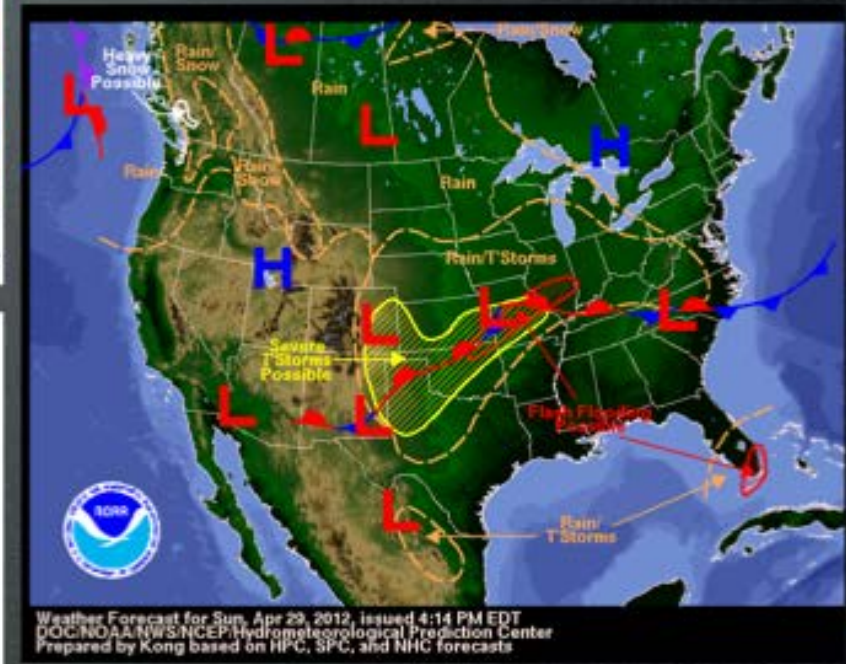 Heavy
Snow
Possible
Rain/
Snow
Rain/Snow
L
L
Rain
L
H
Rain
Rain/
Snow
Rain
H
Rain/T'Storms
L
L
L
Severe
T'Storms
Possible
L
L
Flash Flooding
Possible
L
Rain/
T'Storms
NOAA
Weather Forecast for Sun, Apr 29, 2012, issued 4:14 PM EDT
DOC/NOAA/NWS/NCEP/Hydrometeorological Prediction Center
Prepared by Kong based on HPC, SPC, and NHC forecasts